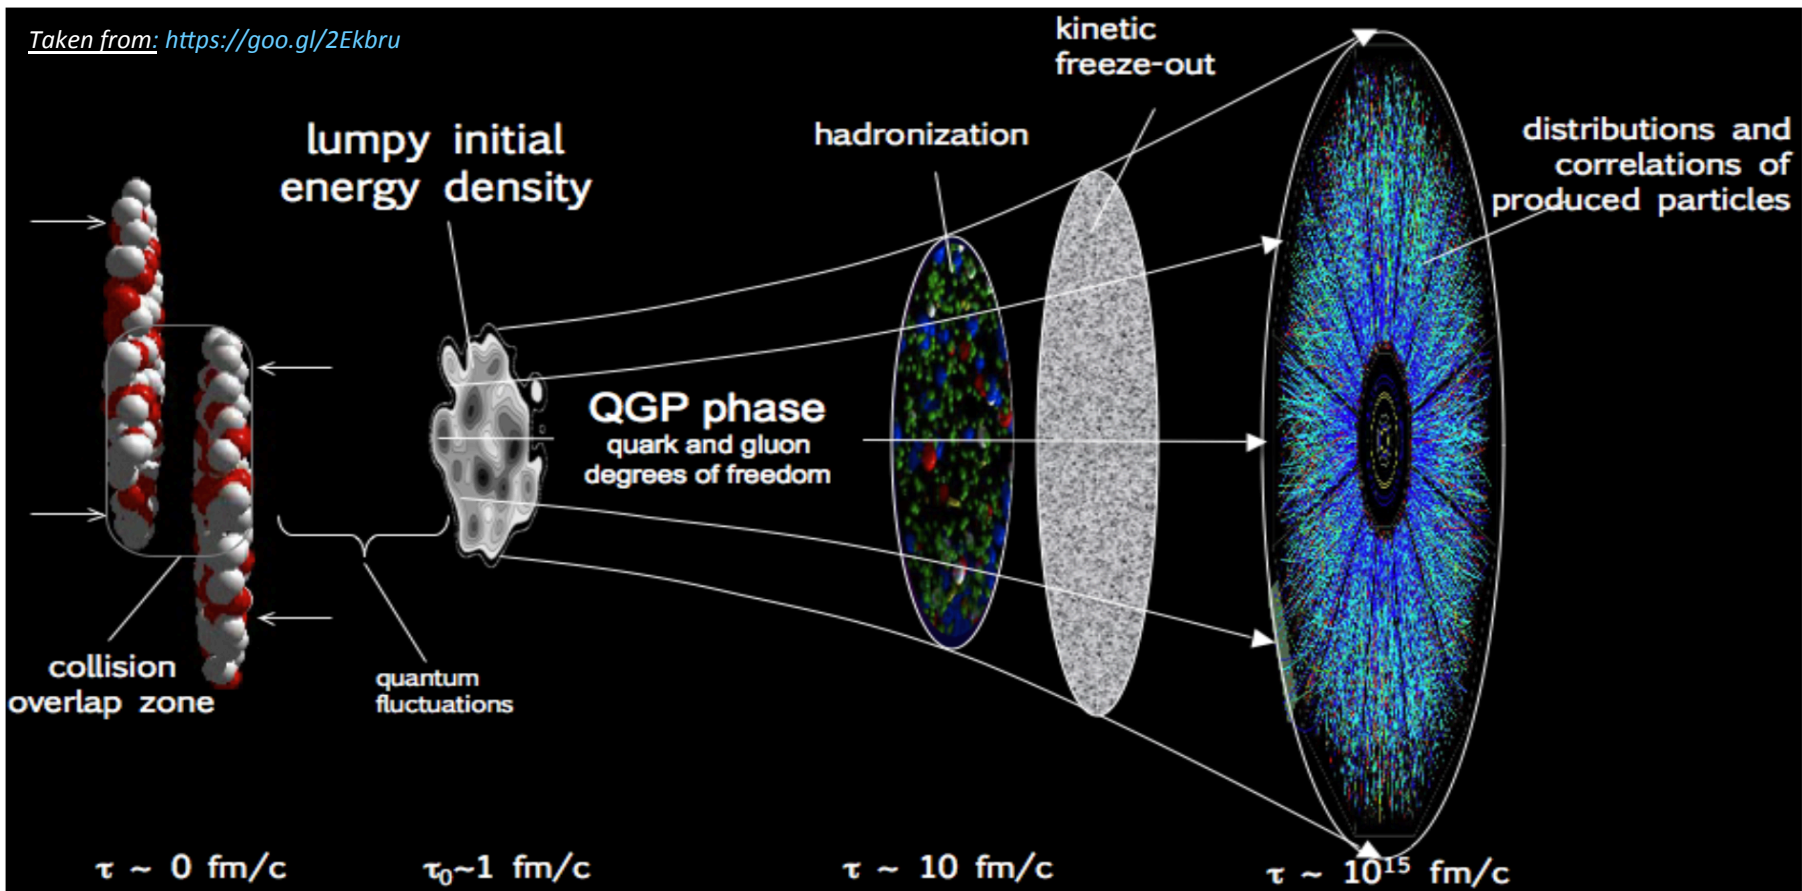 Taken from: https://goo.gl/2Ekbru
kinetic
freeze-out
lumpy initial
energy density
hadronization
distributions and
correlations of
produced particles
QGP phase
quark and gluon
degrees of freedom
collision
overlap zone
quantum
fluctuations
τ ~ 0 fm/c
τ₀~1 fm/c
τ ~ 10 fm/c
τ ~ 10¹⁵ fm/c